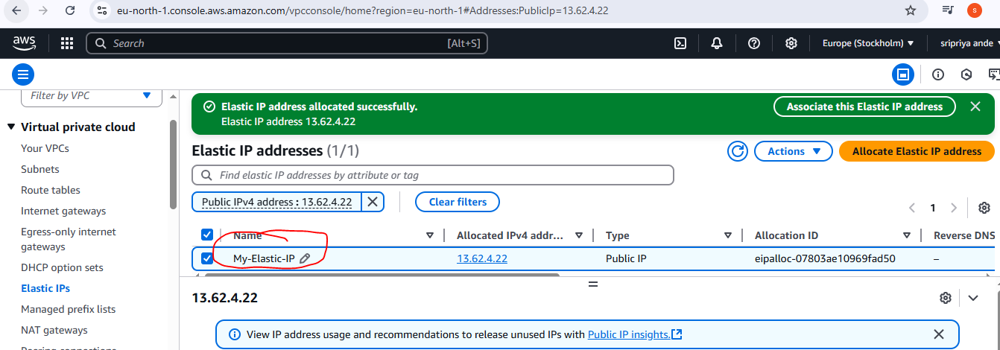 eu-north-1.console.aws.amazon.com/vpcconsole/home?region=eu-north-1#Addresses:PublicIp=13.62.4.22
s
aws
Search
[Alt+S]
Europe (Stockholm)
sripriya ande
Filter by VPC
Virtual private cloud
Your VPCs
Subnets
Route tables
Internet gateways
Egress-only internet
gateways
DHCP option sets
Elastic IPs
Managed prefix lists
NAT gateways
Elastic IP address allocated successfully.
Elastic IP address 13.62.4.22
Associate this Elastic IP address
Elastic IP addresses (1/1)
Actions
Allocate Elastic IP address
Find elastic IP addresses by attribute or tag
Public IPv4 address : 13.62.4.22
Clear filters
1
Name
Allocated IPv4 addr...
Type
Allocation ID
Reverse DNS
My-Elastic-IP
13.62.4.22
Public IP
eipalloc-07803ae10969fad50
–
13.62.4.22
View IP address usage and recommendations to release unused IPs with Public IP insights.